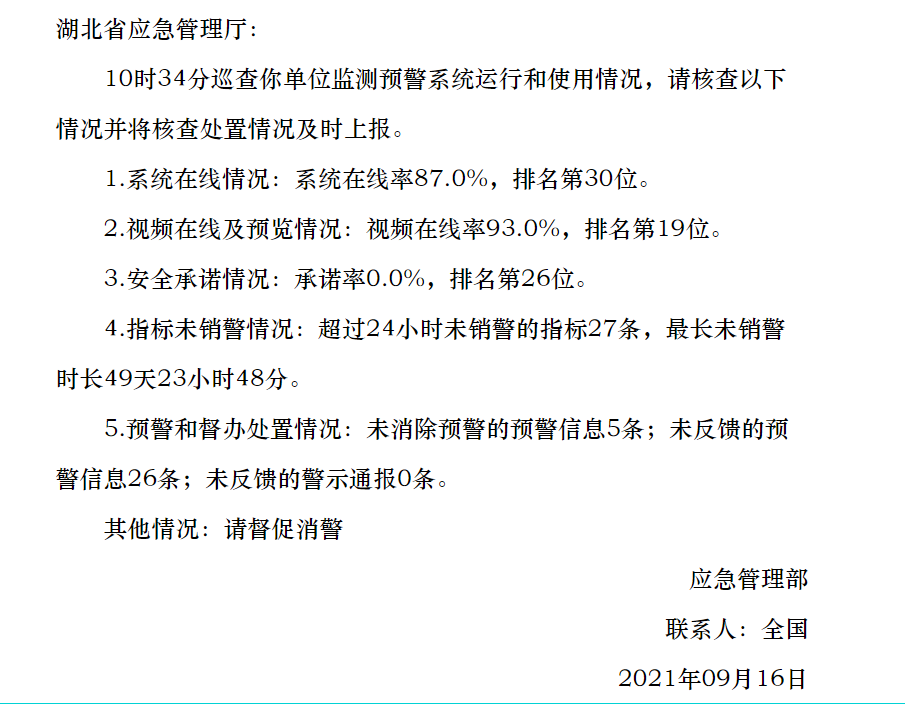 湖北省应急管理厅：
10时34分巡查你单位监测预警系统运行和使用情况，请核查以下
情况并将核查处置情况及时上报。
1.系统在线情况：系统在线率87.0%，排名第30位。
2.视频在线及预览情况：视频在线率93.0%，排名第19位。
3.安全承诺情况：承诺率0.0%，排名第26位。
4.指标未销警情况：超过24小时未销警的指标27条，最长未销警
时长49天23小时48分。
5.预警和督办处置情况：未消除预警的预警信息5条；未反馈的预
警信息26条；未反馈的警示通报0条。
其他情况：请督促消警
应急管理部
联系人：全国
2021年09月16日